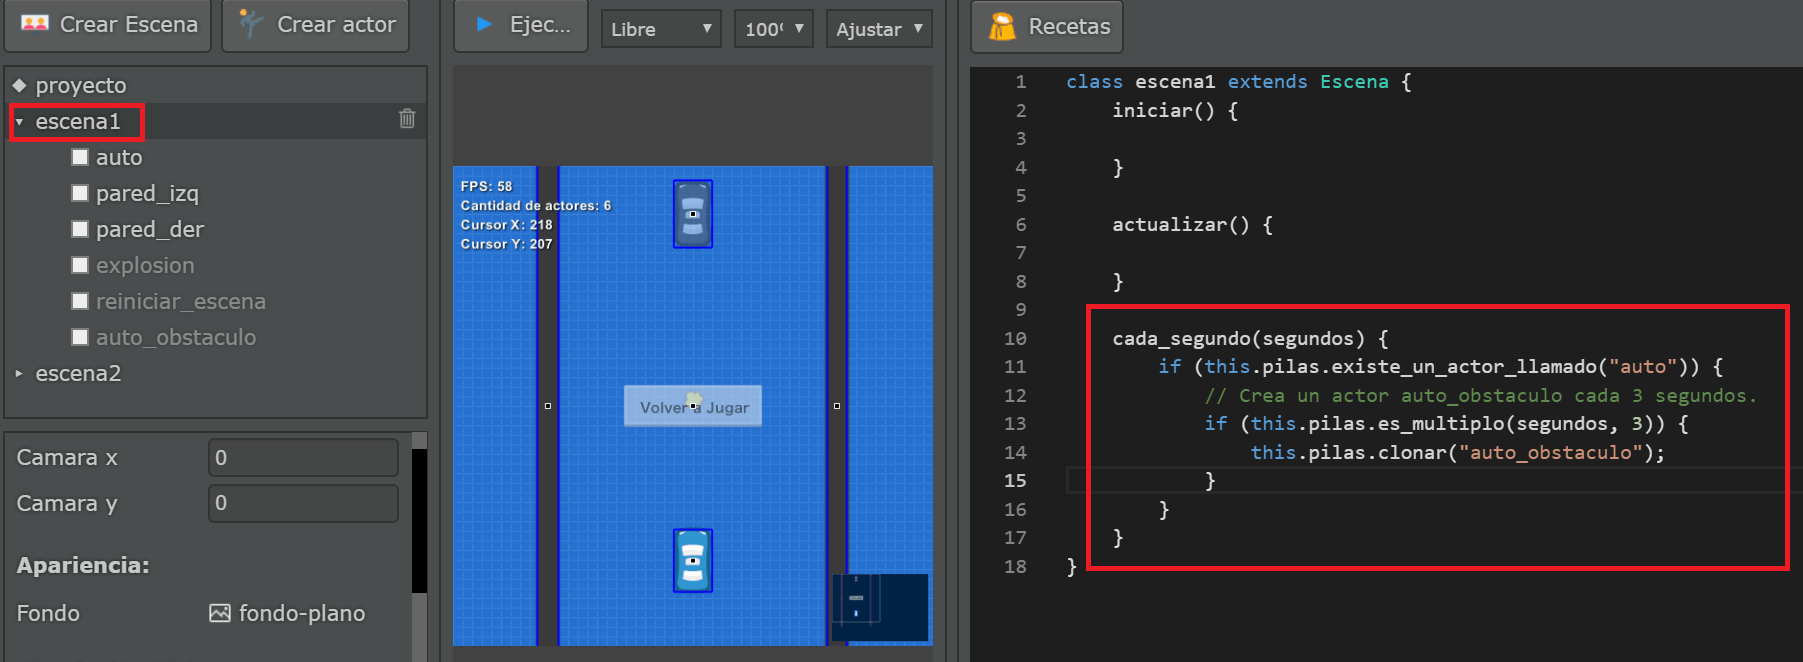 Crear Escena
Crear actor
proyecto
escena1
auto
pared_izq
pared_der
explosion
reiniciar_escena
auto_obstaculo
escena2
Camara x
0
Camara y
0
Apariencia:
Fondo
fondo-plano
Ejec...
Libre
Ajustar
FPS: 58
Cantidad de actores: 6
Cursor X: 218
Cursor Y: 207
Volver a Jugar
Recetas
1 class escena1 extends Escena {
2 iniciar() {
3
4 }
5
6 actualizar() {
7
8 }
9
10 cada_segundo(segundos) {
11 if (this.pilas.existe_un_actor_llamado("auto")) {
12 // Crea un actor auto_obstaculo cada 3 segundos.
13 if (this.pilas.es_multiplo(segundos, 3)) {
14 this.pilas.clonar("auto_obstaculo");
15 }
16 }
17 }
18 }